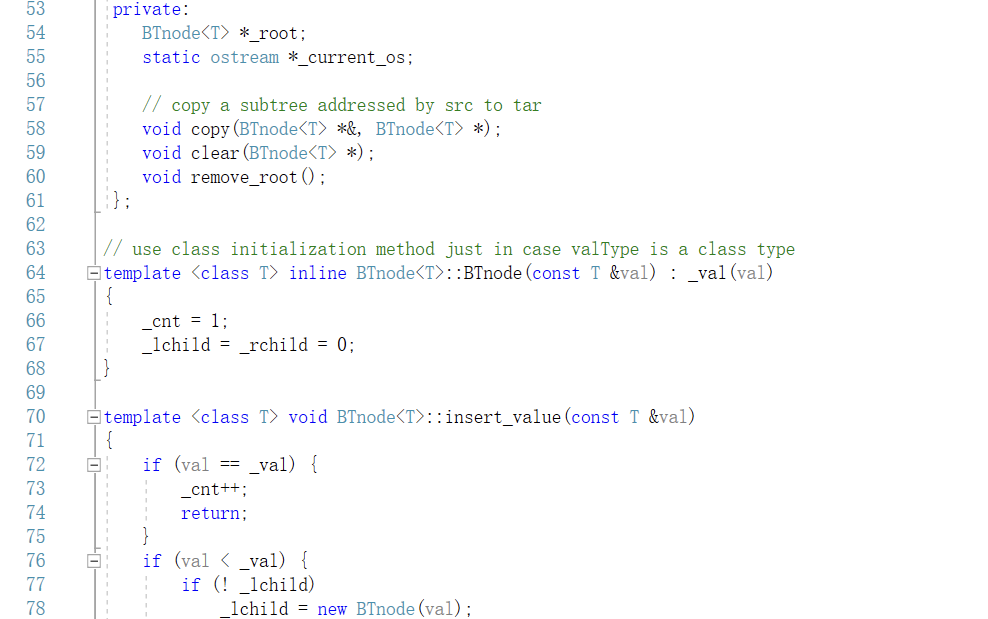 53 private:
54 BTnode<T> *_root;
55 static ostream *_current_os;
56
57 // copy a subtree addressed by src to tar
58 void copy(BTnode<T> *&, BTnode<T> *);
59 void clear(BTnode<T> *);
60 void remove_root();
61 };
62
63 // use class initialization method just in case valType is a class type
64 template <class T> inline BTnode<T>::BTnode(const T &val) : _val(val)
65 {
66 _cnt = 1;
67 _lchild = _rchild = 0;
68 }
69
70 template <class T> void BTnode<T>::insert_value(const T &val)
71 {
72 if (val == _val) {
73 _cnt++;
74 return;
75 }
76 if (val < _val) {
77 if (! _lchild)
78 _lchild = new BTnode(val);